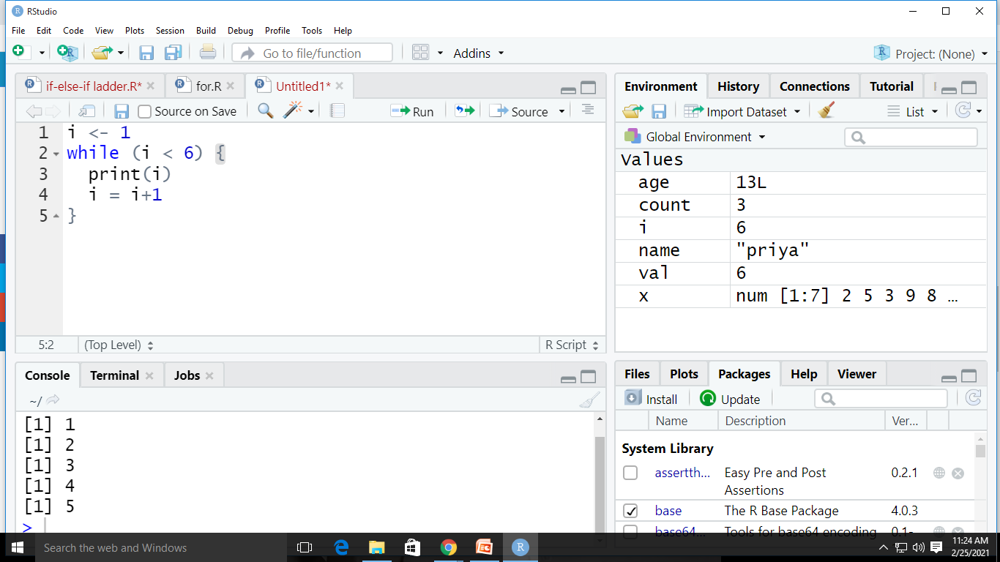 RStudio
File Edit Code View Plots Session Build Debug Profile Tools Help
Go to file/function Addins Project: (None)
if-else-if ladder.R* for.R Untitled1*
Source on Save Run Source
1 i <- 1
2 while (i < 6) {
3 print(i)
4 i = i+1
5 }
5:2 (Top Level) R Script
Console Terminal Jobs
~/
[1] 1
[1] 2
[1] 3
[1] 4
[1] 5
>
Environment History Connections Tutorial
Import Dataset List
Global Environment
Values
age 13L
count 3
i 6
name "priya"
val 6
x num [1:7] 2 5 3 9 8 ...
Files Plots Packages Help Viewer
Install Update
Name Description Ver...
System Library
assertth... Easy Pre and Post 0.2.1
Assertions
base The R Base Package 4.0.3
base64... Tools for base64 encoding 0.1-
Search the web and Windows
11:24 AM
2/25/2021